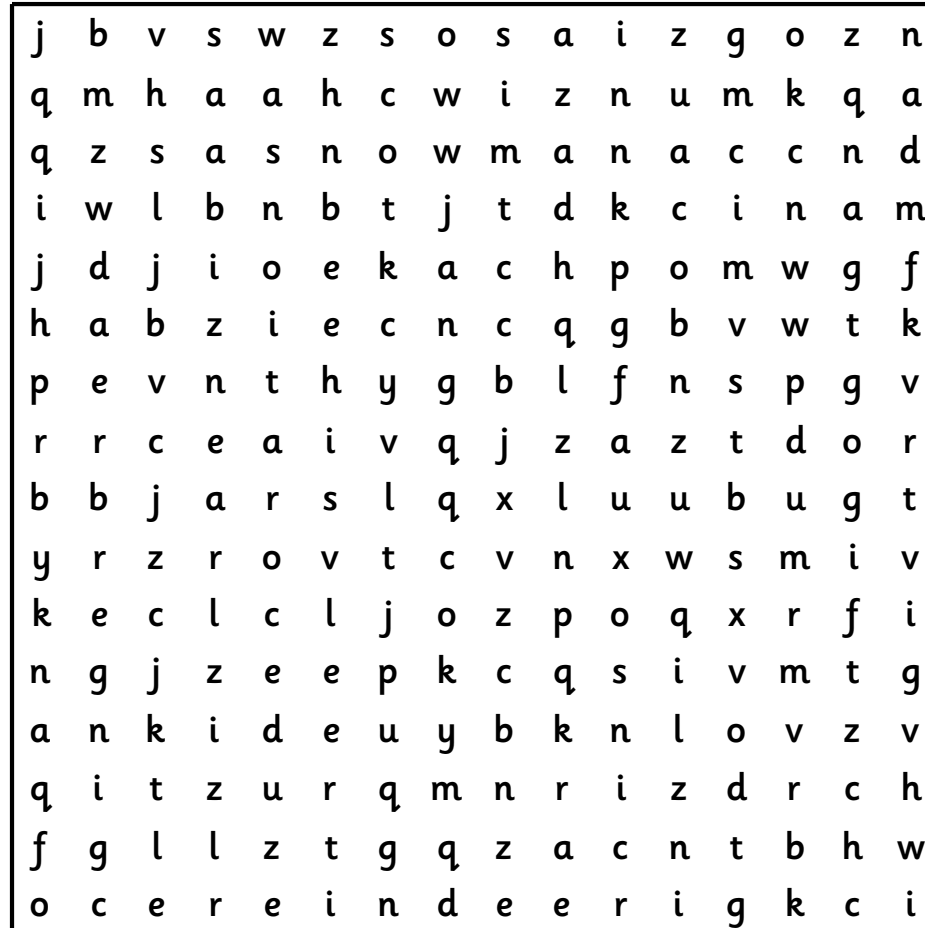 j b v s w z s o s a i z g o z n
q m h a a h c w i z n u m k q a
q z s a s n o w m a n a c c n d
i w l b n b t j t d k c i n a m
j d j i o e k a c h p o m w g f
h a b z i e c n c q g b v w t k
p e v n t h y g b l f n s p g v
r r c e a i v q j z a z t d o r
b b j a r s l q x l u u b u g t
y r z r o v t c v n x w s m i v
k e c l c l j o z p o q x r f i
n g j z e e p k c q s i v m t g
a n k i d e u y b k n l o v z v
q i t z u r q m n r i z d r c h
f g l l z t g q z a c n t b h w
o c e r e i n d e e r i g k c i